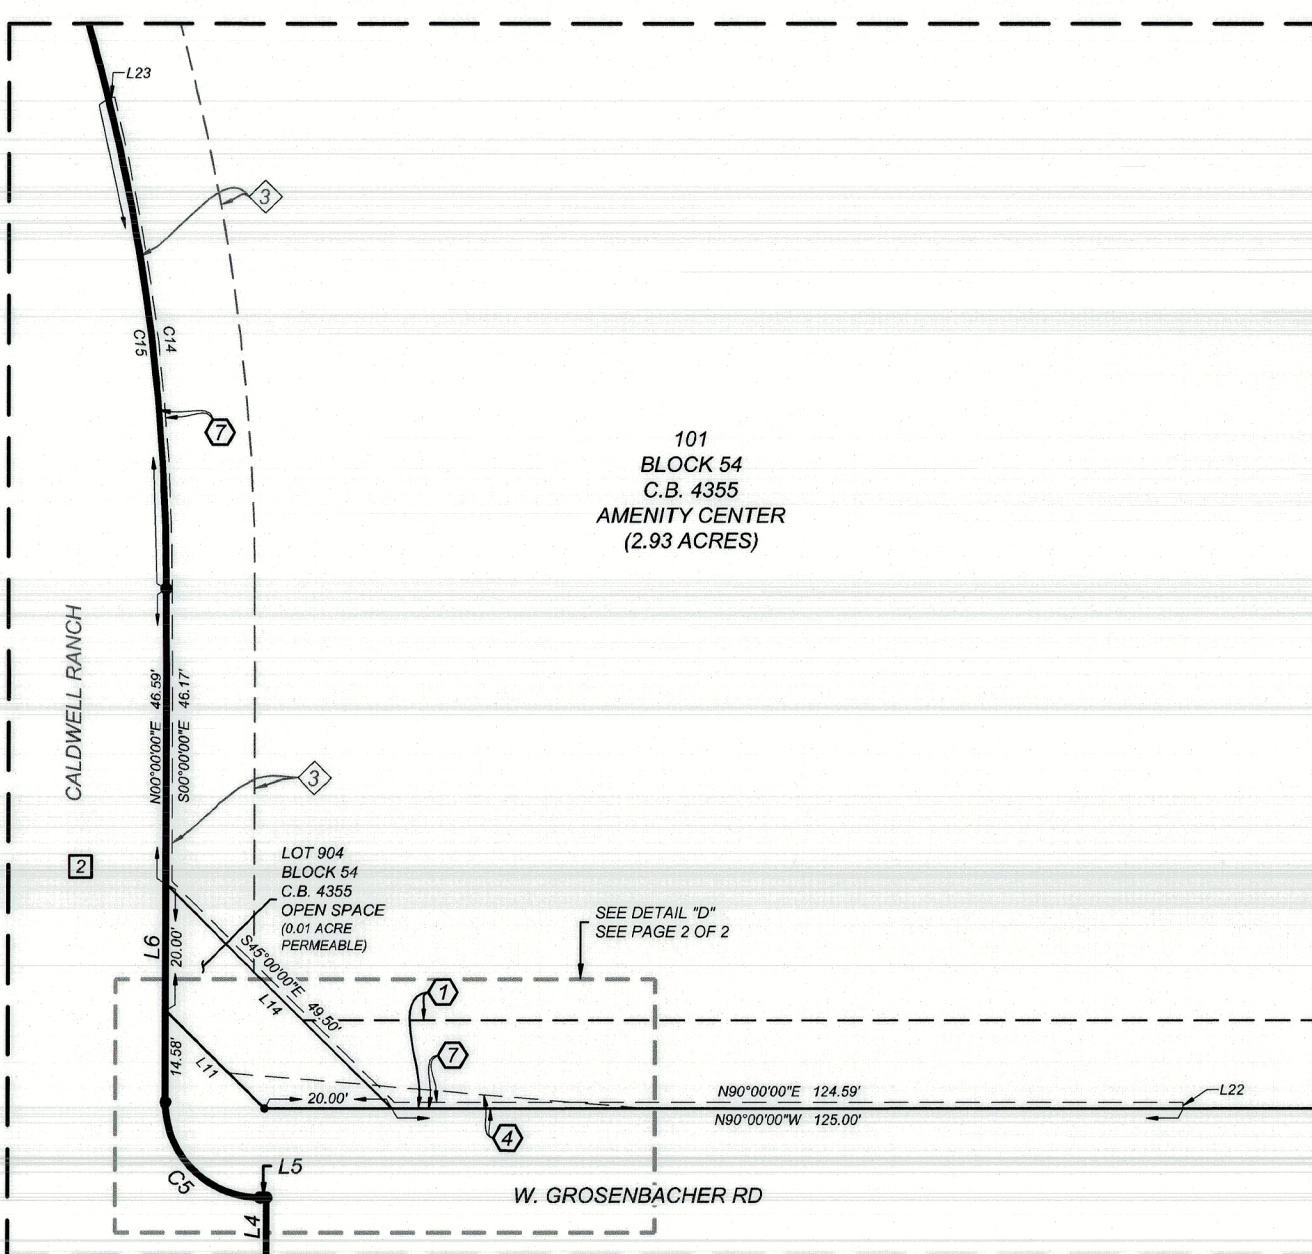 L23
3
C15
C14
7
101
BLOCK 54
C.B. 4355
AMENITY CENTER
(2.93 ACRES)
CALDWELL RANCH
N00°00'00"E 46.59'
S00°00'00"E 46.17'
3
2
LOT 904
BLOCK 54
C.B. 4355
OPEN SPACE
(0.01 ACRE
PERMEABLE)
SEE DETAIL "D"
SEE PAGE 2 OF 2
L6
20.00'
S45°00'00"E 49.50'
L14
1
7
14.58'
L11
20.00'
N90°00'00"E 124.59'
L22
N90°00'00"W 125.00'
4
C5
L5
L4
W. GROSENBACHER RD